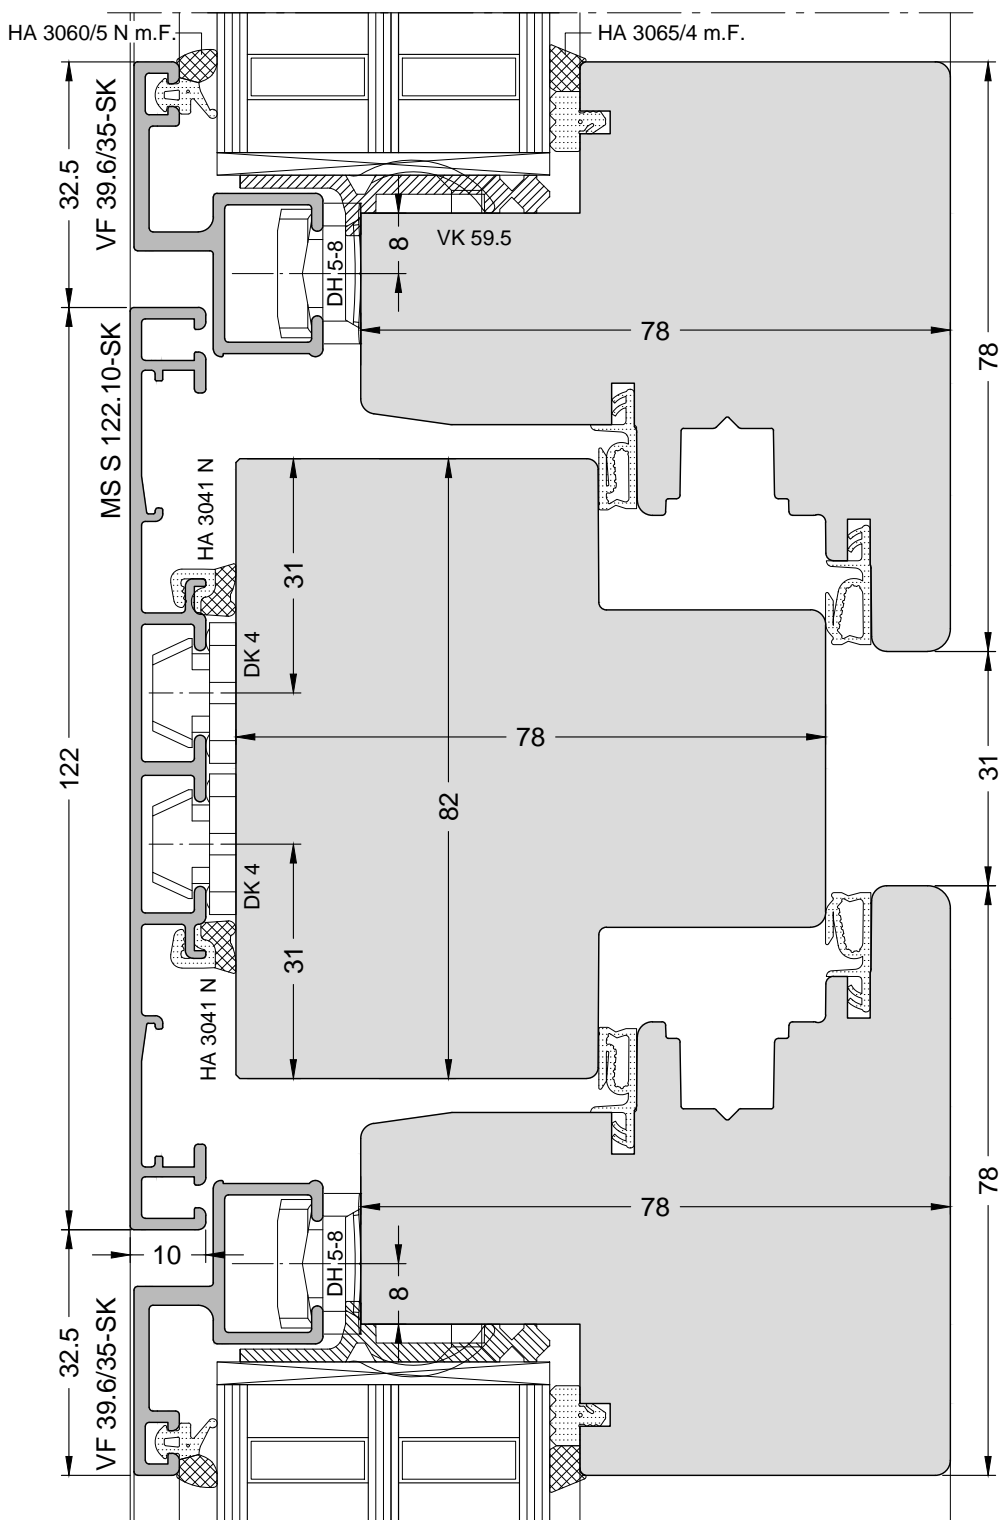 HA 3060/5 N m.F.
HA 3065/4 m.F.
32.5
VF 39.6/35-SK
DH 5-8
8
VK 59.5
78
78
MS S 122.10-SK
HA 3041 N
31
DK 4
78
122
82
31
DK 4
31
HA 3041 N
78
78
10
DH 5-8
8
32.5
VF 39.6/35-SK